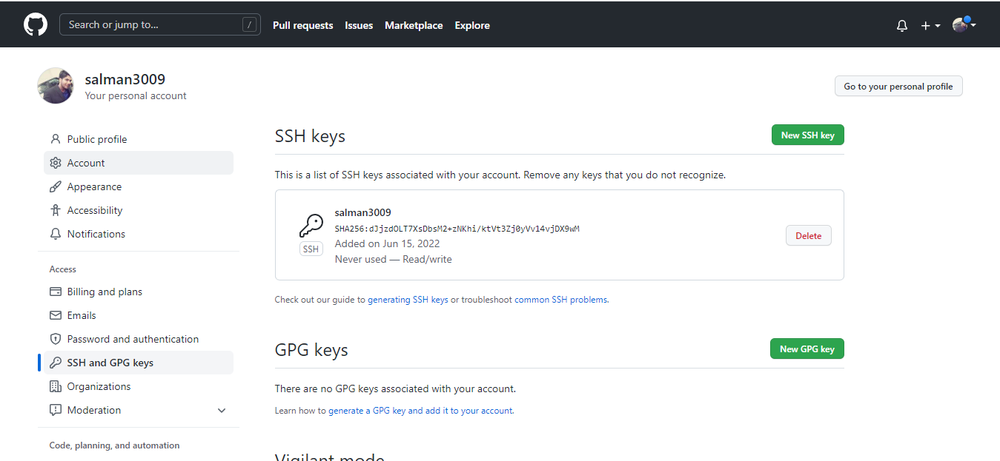 Search or jump to... /
Pull requests
Issues
Marketplace
Explore
salman3009
Your personal account
Go to your personal profile
Public profile
Account
Appearance
Accessibility
Notifications
Access
Billing and plans
Emails
Password and authentication
SSH and GPG keys
Organizations
Moderation
Code, planning, and automation
SSH keys
New SSH key
This is a list of SSH keys associated with your account. Remove any keys that you do not recognize.
SSH
salman3009
SHA256:dJjzdOLT7XsDbsM2+zNKhi/ktVt3Zj0yVv14vjDX9wM
Added on Jun 15, 2022
Never used — Read/write
Delete
Check out our guide to generating SSH keys or troubleshoot common SSH problems.
GPG keys
New GPG key
There are no GPG keys associated with your account.
Learn how to generate a GPG key and add it to your account.
Vigilant mode